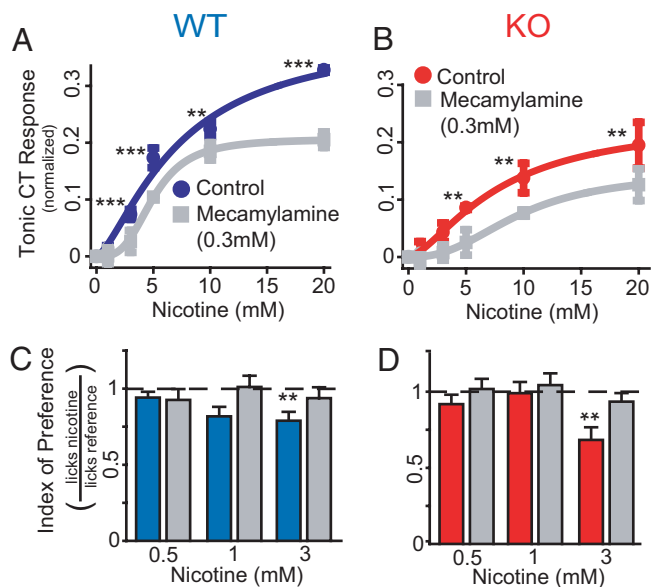 WT
KO
A
Tonic CT Response
(normalized)
0.3
0.2
0.1
0
***
***
***
**
***
Control
Mecamylamine
(0.3mM)
0
5
10
15
20
Nicotine (mM)
B
Control
Mecamylamine
(0.3mM)
0.3
0.2
0.1
0
**
**
**
0
5
10
15
20
Nicotine (mM)
C
Index of Preference
(licks nicotine
licks reference)
1
0.5
0
**
0.5
1
3
Nicotine (mM)
D
1
0.5
0
**
0.5
1
3
Nicotine (mM)